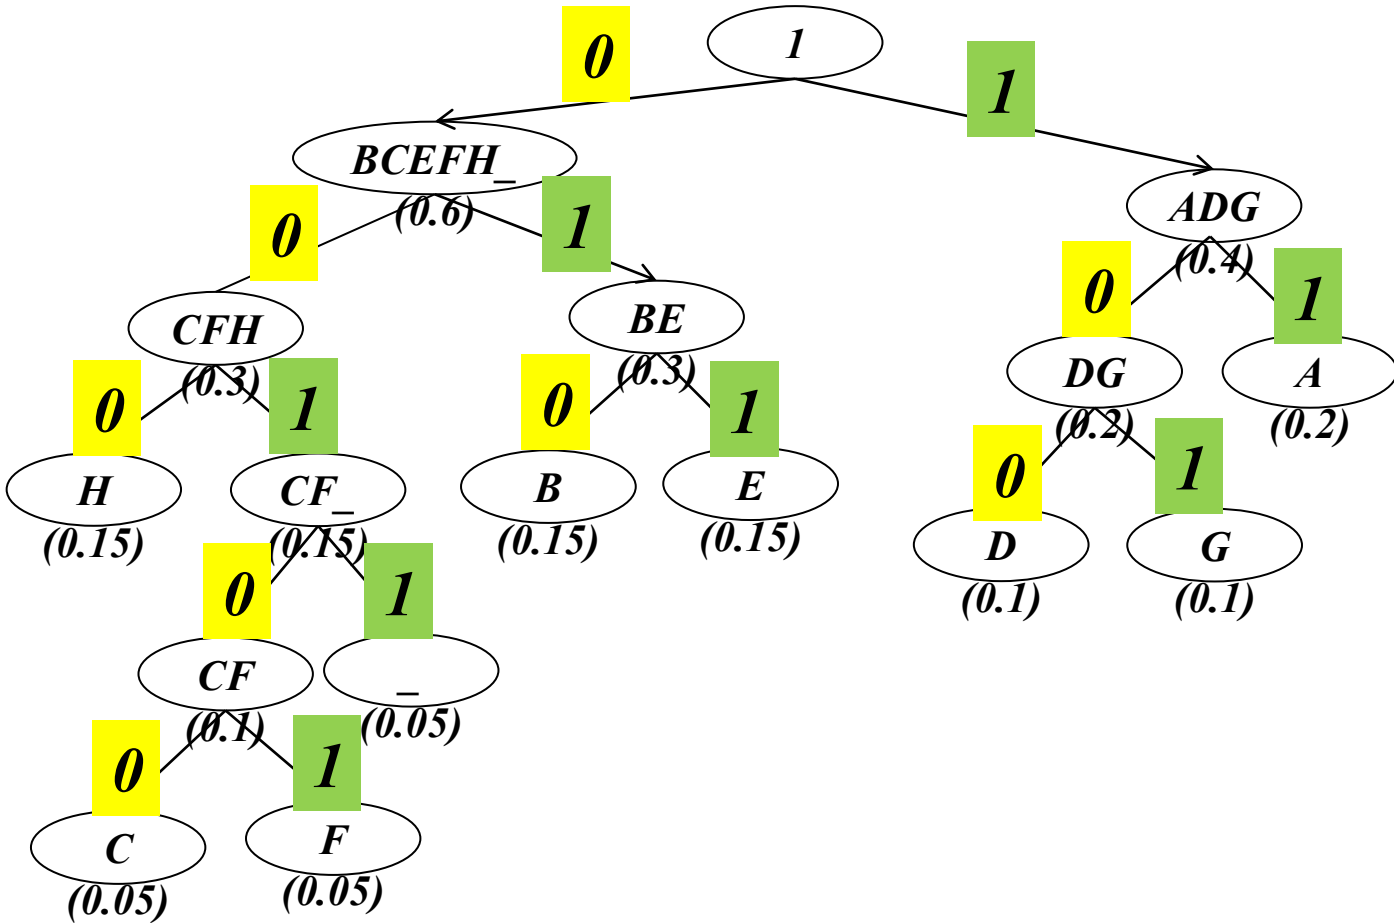 1
0
1
BCEFH_
(0.6)
ADG
(0.4)
0
1
0
1
CFH
(0.3)
BE
(0.3)
DG
(0.2)
A
(0.2)
0
1
0
1
0
1
H
(0.15)
CF_
(0.15)
B
(0.15)
E
(0.15)
D
(0.1)
G
(0.1)
0
1
CF
(0.1)
_
(0.05)
0
1
C
(0.05)
F
(0.05)